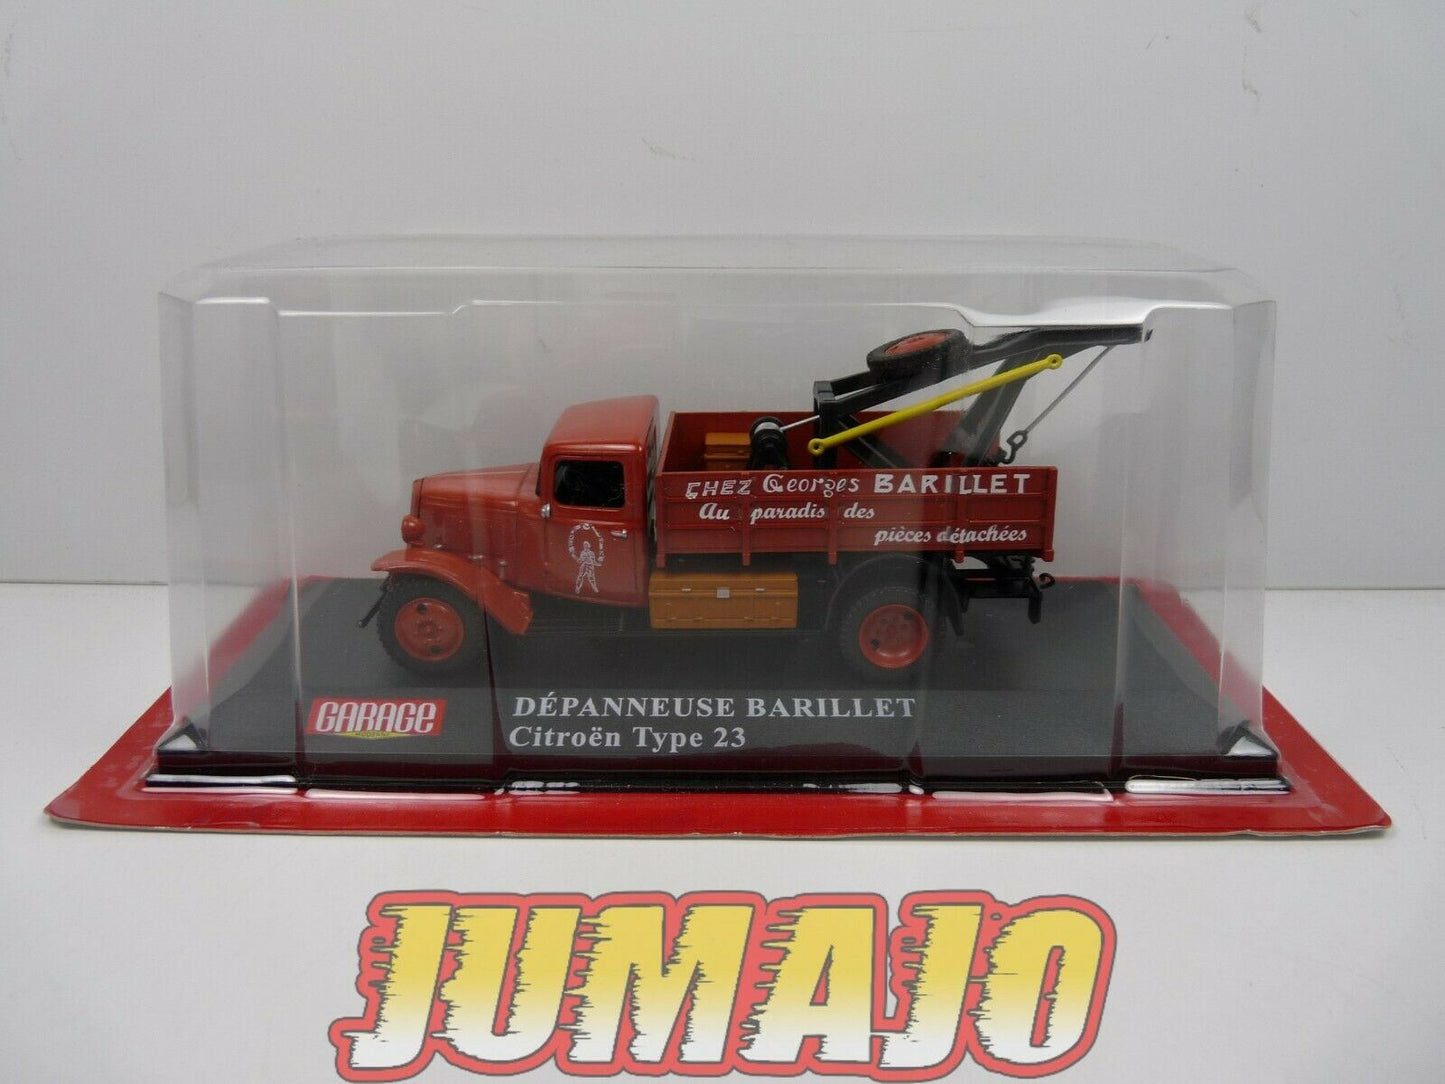 CHEZ Georges BARILLET
Au paradis des
pièces détachées
GARAGE
DÉPANNEUSE BARILLET
Citroën Type 23
JUMAJO